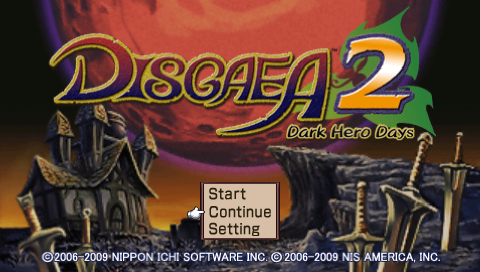 DISGAEA 2
Dark Hero Days
Start
Continue
Setting
©2006-2009 NIPPON ICHI SOFTWARE INC. ©2006-2009 NIS AMERICA, INC.